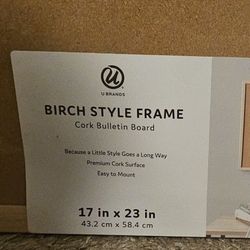 U
U BRANDS
BIRCH STYLE FRAME
Cork Bulletin Board
Because a Little Style Goes a Long Way
Premium Cork Surface
Easy to Mount
17 in x 23 in
43.2 cm x 58.4 cm